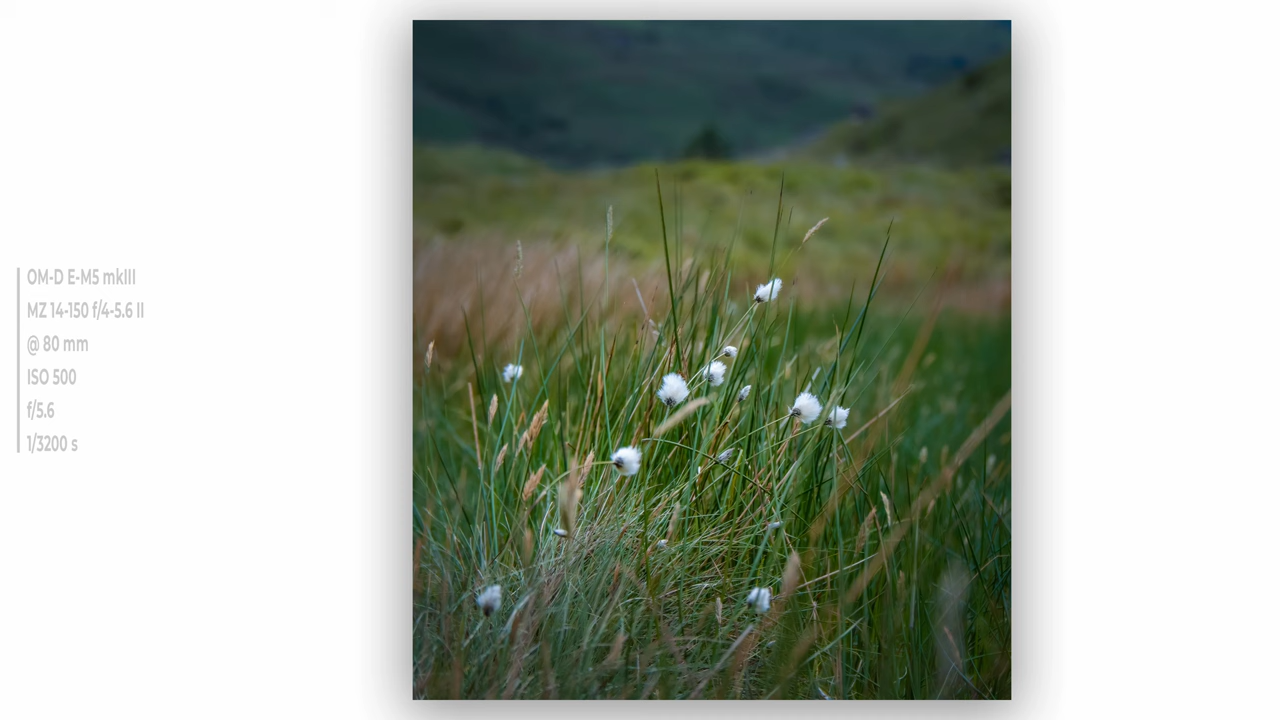 OM-D E-M5 mkIII
MZ 14-150 f/4-5.6 II
@ 80 mm
ISO 500
f/5.6
1/3200 s